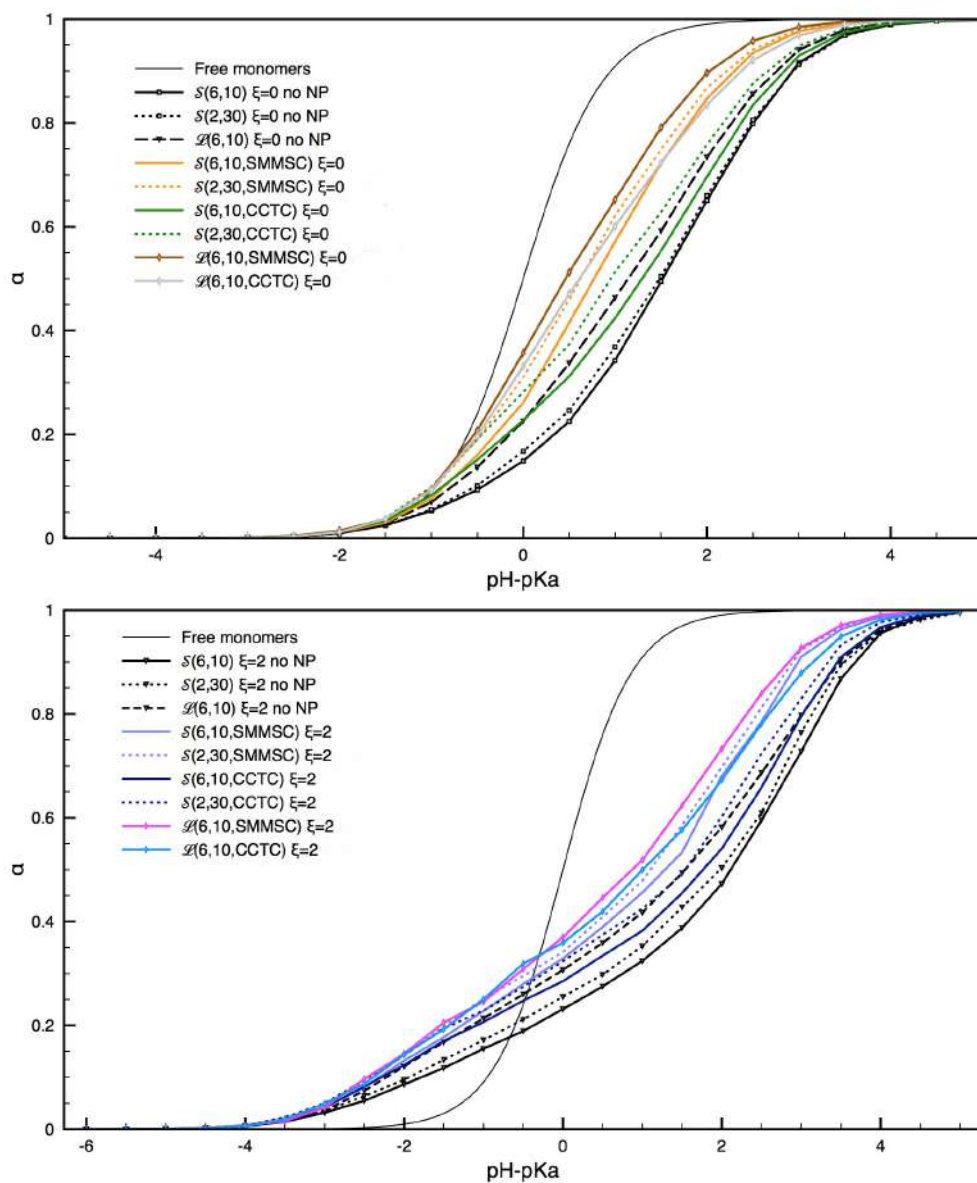 1
0.8
0.6
0.4
0.2
0
α
Free monomers
𝒮(6,10) ξ=0 no NP
𝒮(2,30) ξ=0 no NP
ℒ(6,10) ξ=0 no NP
𝒮(6,10,SMMSC) ξ=0
𝒮(2,30,SMMSC) ξ=0
𝒮(6,10,CCTC) ξ=0
𝒮(2,30,CCTC) ξ=0
ℒ(6,10,SMMSC) ξ=0
ℒ(6,10,CCTC) ξ=0
-4 -2 0 2 4
pH-pKa
1
0.8
0.6
0.4
0.2
0
α
Free monomers
𝒮(6,10) ξ=2 no NP
𝒮(2,30) ξ=2 no NP
ℒ(6,10) ξ=2 no NP
𝒮(6,10,SMMSC) ξ=2
𝒮(2,30,SMMSC) ξ=2
𝒮(6,10,CCTC) ξ=2
𝒮(2,30,CCTC) ξ=2
ℒ(6,10,SMMSC) ξ=2
ℒ(6,10,CCTC) ξ=2
-6 -4 -2 0 2 4
pH-pKa